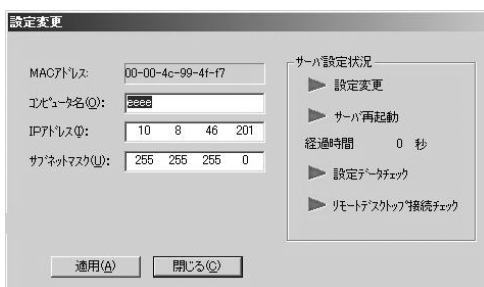 設定変更
MACｱﾄﾞﾚｽ: 00-00-4c-99-4f-f7
ｺﾝﾋﾟｭｰﾀ名(O): eeee
IPｱﾄﾞﾚｽ(I): 10 8 46 201
ｻﾌﾞﾈｯﾄﾏｽｸ(U): 255 255 255 0
適用(A) 閉じる(C)
ｻｰﾊﾞ設定状況
設定変更
ｻｰﾊﾞ再起動
経過時間 0 秒
設定ﾃﾞｰﾀﾁｪｯｸ
ﾘﾓｰﾄﾃﾞｽｸﾄｯﾌﾟ接続ﾁｪｯｸ